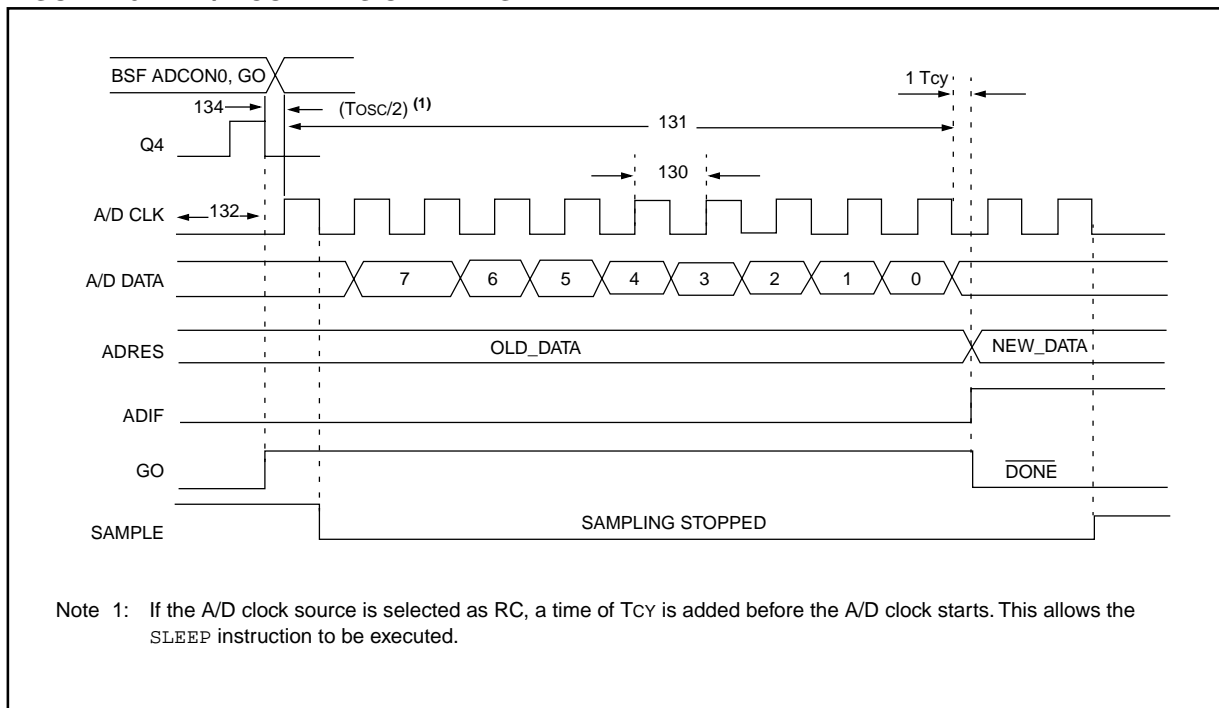 BSF ADCON0, GO
1 Tcy
134
(TOSC/2) (1)
131
Q4
130
A/D CLK
132
A/D DATA
7 6 5 4 3 2 1 0
ADRES
OLD_DATA
NEW_DATA
ADIF
GO
DONE
SAMPLE
SAMPLING STOPPED
Note 1: If the A/D clock source is selected as RC, a time of TCY is added before the A/D clock starts. This allows the
SLEEP instruction to be executed.